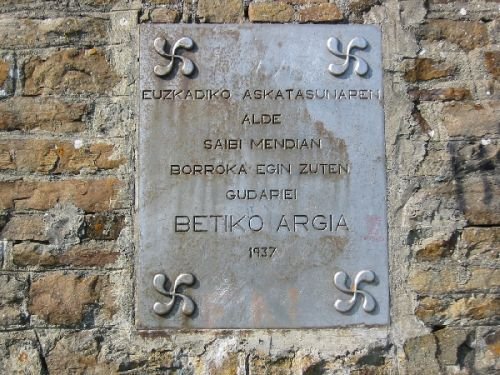 EUZKADIKO ASKATASUNAREN
ALDE
SAIBI MENDIAN
BORROKA EGIN ZUTEN
GUDARIEI
BETIKO ARGIA
1937